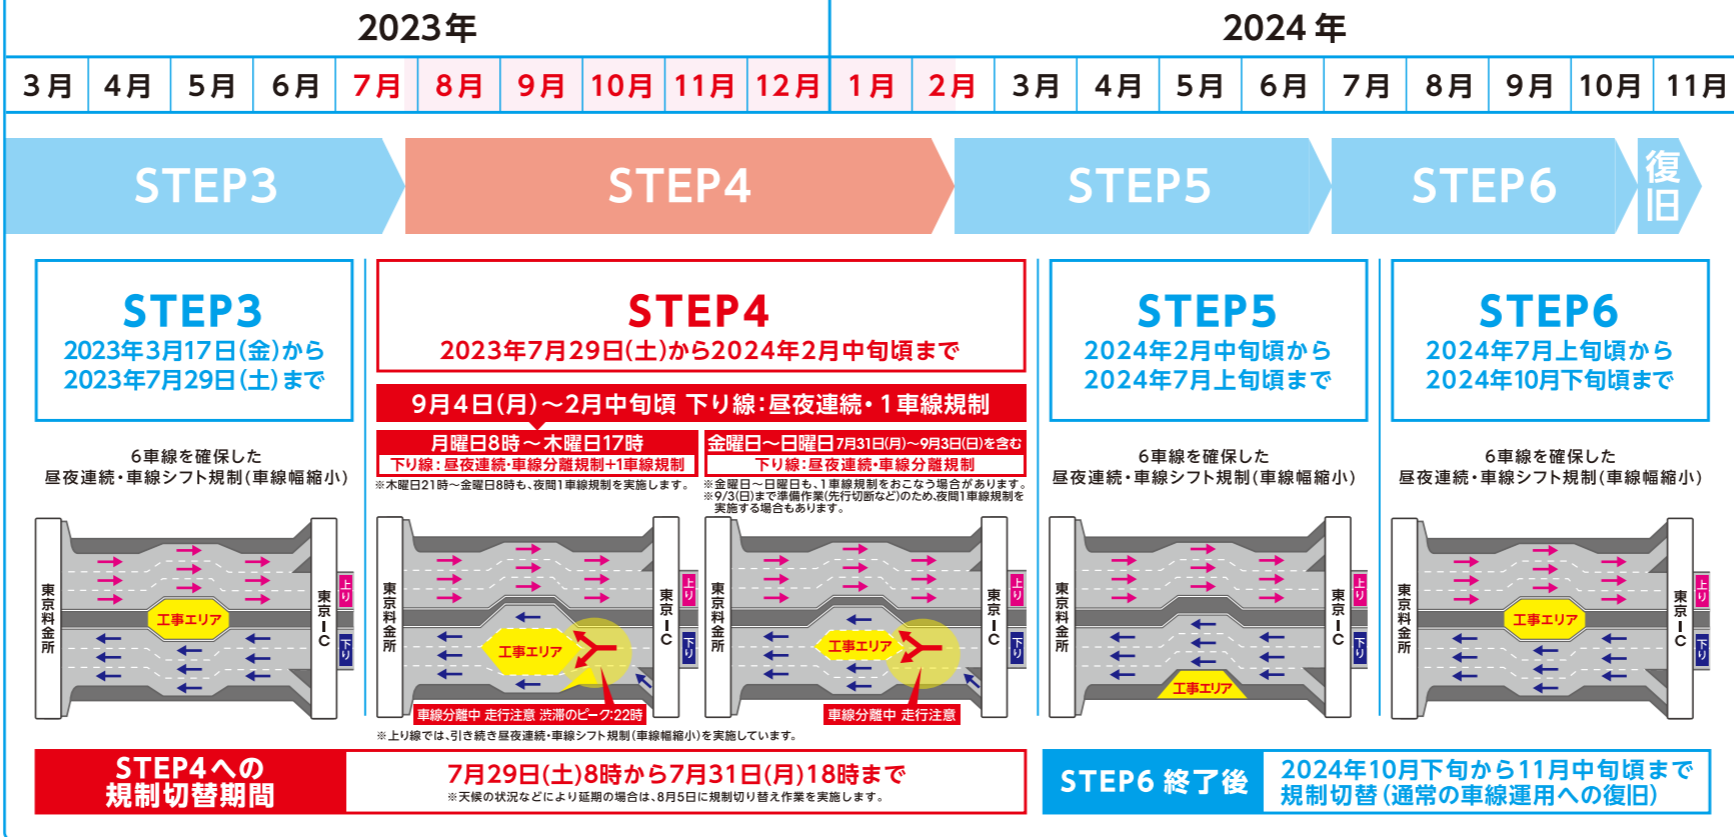 2023年
2024年
3月 4月 5月 6月 7月 8月 9月 10月 11月 12月 1月 2月 3月 4月 5月 6月 7月 8月 9月 10月 11月
STEP3
STEP4
STEP5
STEP6
復旧
STEP3
2023年3月17日(金)から
2023年7月29日(土)まで
6車線を確保した
昼夜連続・車線シフト規制(車線幅縮小)
東京料金所
工事エリア
東京IC
上り
下り
STEP4
2023年7月29日(土)から2024年2月中旬頃まで
9月4日(月)～2月中旬頃 下り線:昼夜連続・1車線規制
月曜日8時～木曜日17時
下り線:昼夜連続・車線分離規制+1車線規制
※木曜日21時～金曜日8時も、夜間1車線規制を実施します。
東京料金所
工事エリア
東京IC
上り
下り
車線分離中 走行注意 渋滞のピーク:22時
金曜日～日曜日 7月31日(月)～9月3日(日)を含む
下り線:昼夜連続・車線分離規制
※金曜日～日曜日も、1車線規制をおこなう場合があります。
※9/3(日)まで準備作業(先行切断など)のため、夜間1車線規制を
実施する場合もあります。
東京料金所
工事エリア
東京IC
上り
下り
車線分離中 走行注意
※上り線では、引き続き昼夜連続・車線シフト規制(車線幅縮小)を実施しています。
STEP5
2024年2月中旬頃から
2024年7月上旬頃まで
6車線を確保した
昼夜連続・車線シフト規制(車線幅縮小)
東京料金所
工事エリア
東京IC
上り
下り
STEP6
2024年7月上旬頃から
2024年10月下旬頃まで
6車線を確保した
昼夜連続・車線シフト規制(車線幅縮小)
東京料金所
工事エリア
東京IC
上り
下り
STEP4への
規制切替期間
7月29日(土)8時から7月31日(月)18時まで
※天候の状況などにより延期の場合は、8月5日に規制切り替え作業を実施します。
STEP6 終了後
2024年10月下旬から11月中旬頃まで
規制切替(通常の車線運用への復旧)